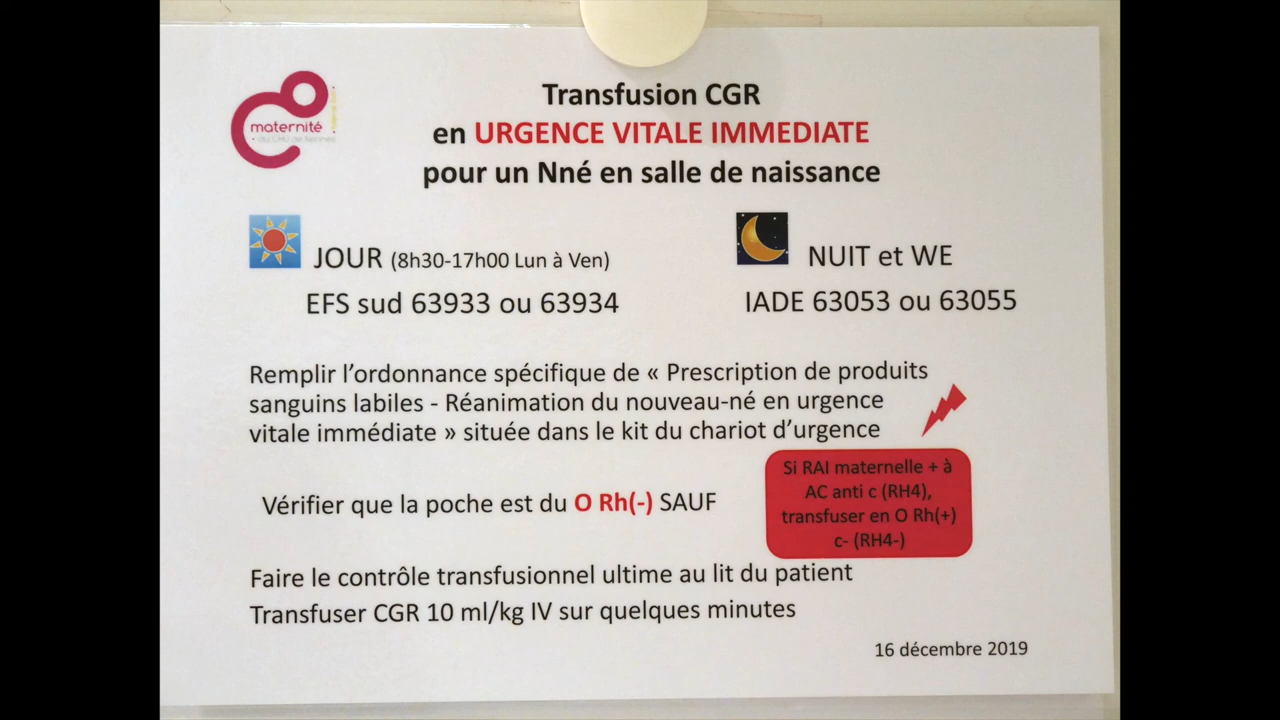 maternité
Transfusion CGR
en URGENCE VITALE IMMEDIATE
pour un Nné en salle de naissance
JOUR (8h30-17h00 Lun à Ven)
EFS sud 63933 ou 63934
NUIT et WE
IADE 63053 ou 63055
Remplir l’ordonnance spécifique de « Prescription de produits
sanguins labiles - Réanimation du nouveau-né en urgence
vitale immédiate » située dans le kit du chariot d’urgence
Vérifier que la poche est du O Rh(-) SAUF
Si RAI maternelle + à
AC anti c (RH4),
transfuser en O Rh(+)
c- (RH4-)
Faire le contrôle transfusionnel ultime au lit du patient
Transfuser CGR 10 ml/kg IV sur quelques minutes
16 décembre 2019